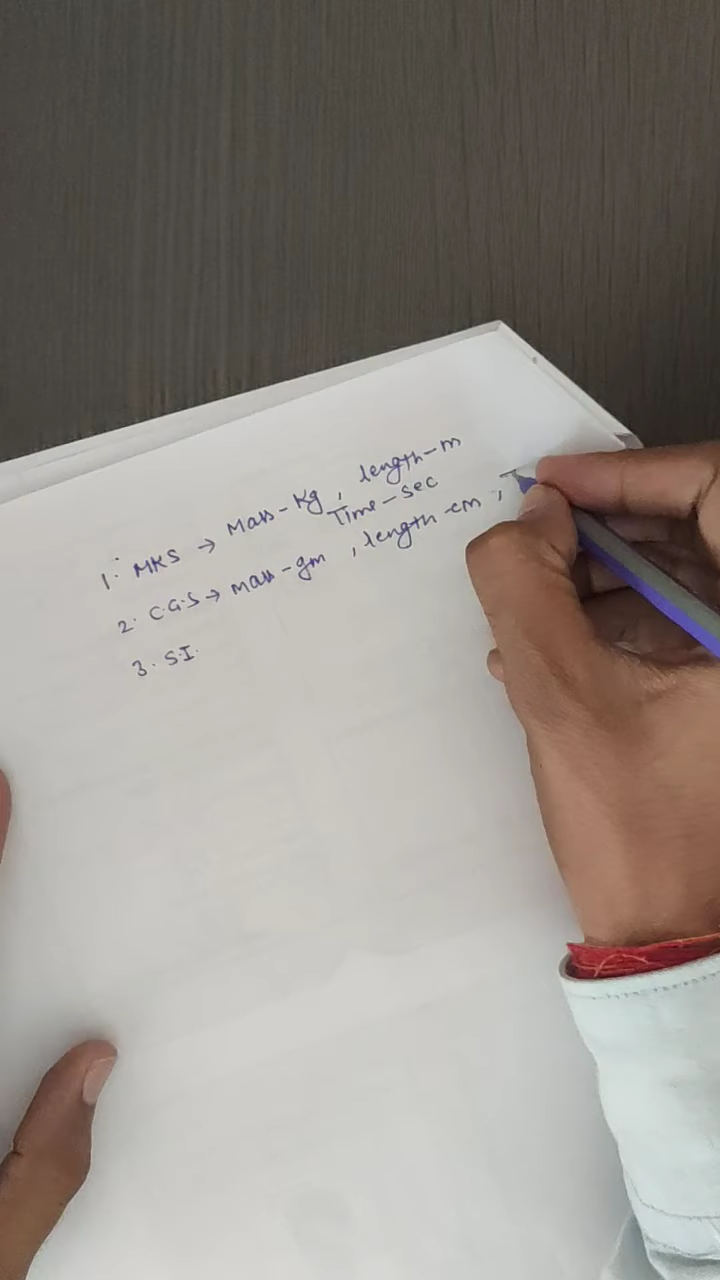 1. MKS → Mass-Kg, length-m
Time-sec
2. C.G.S → mass-gm, length-cm, T
3. S.I.